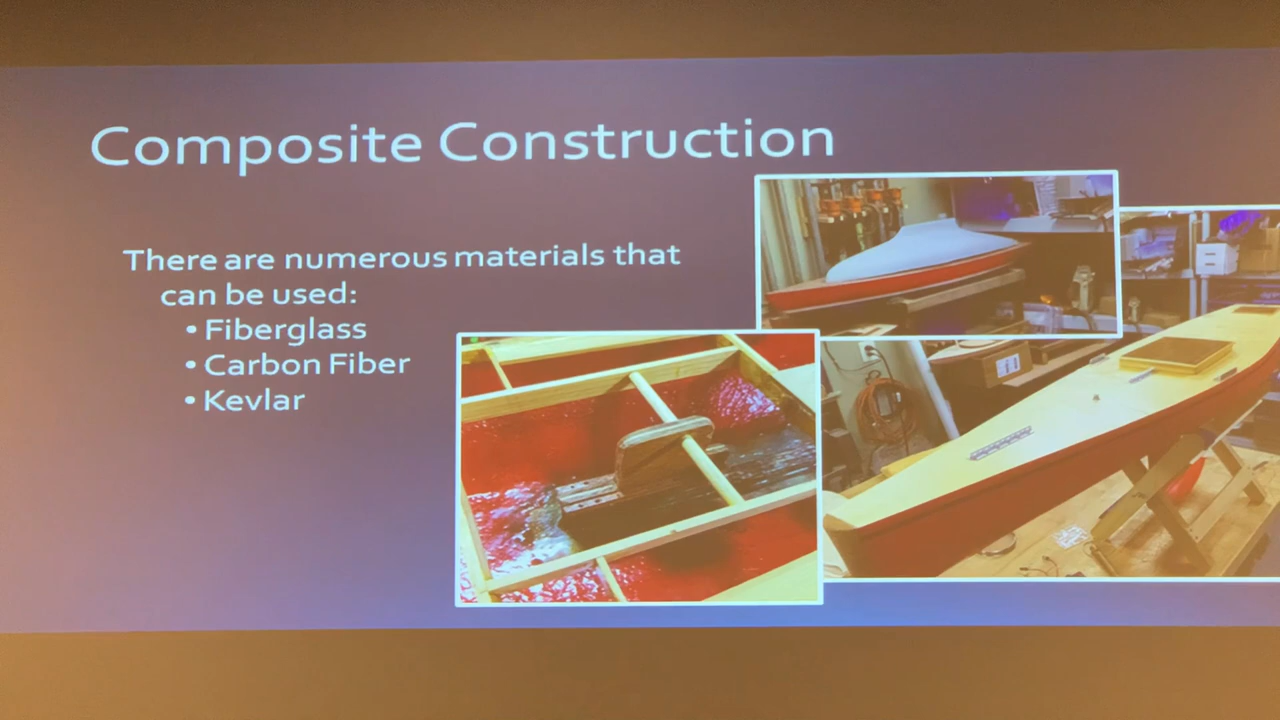 Composite Construction
There are numerous materials that
can be used:
• Fiberglass
• Carbon Fiber
• Kevlar